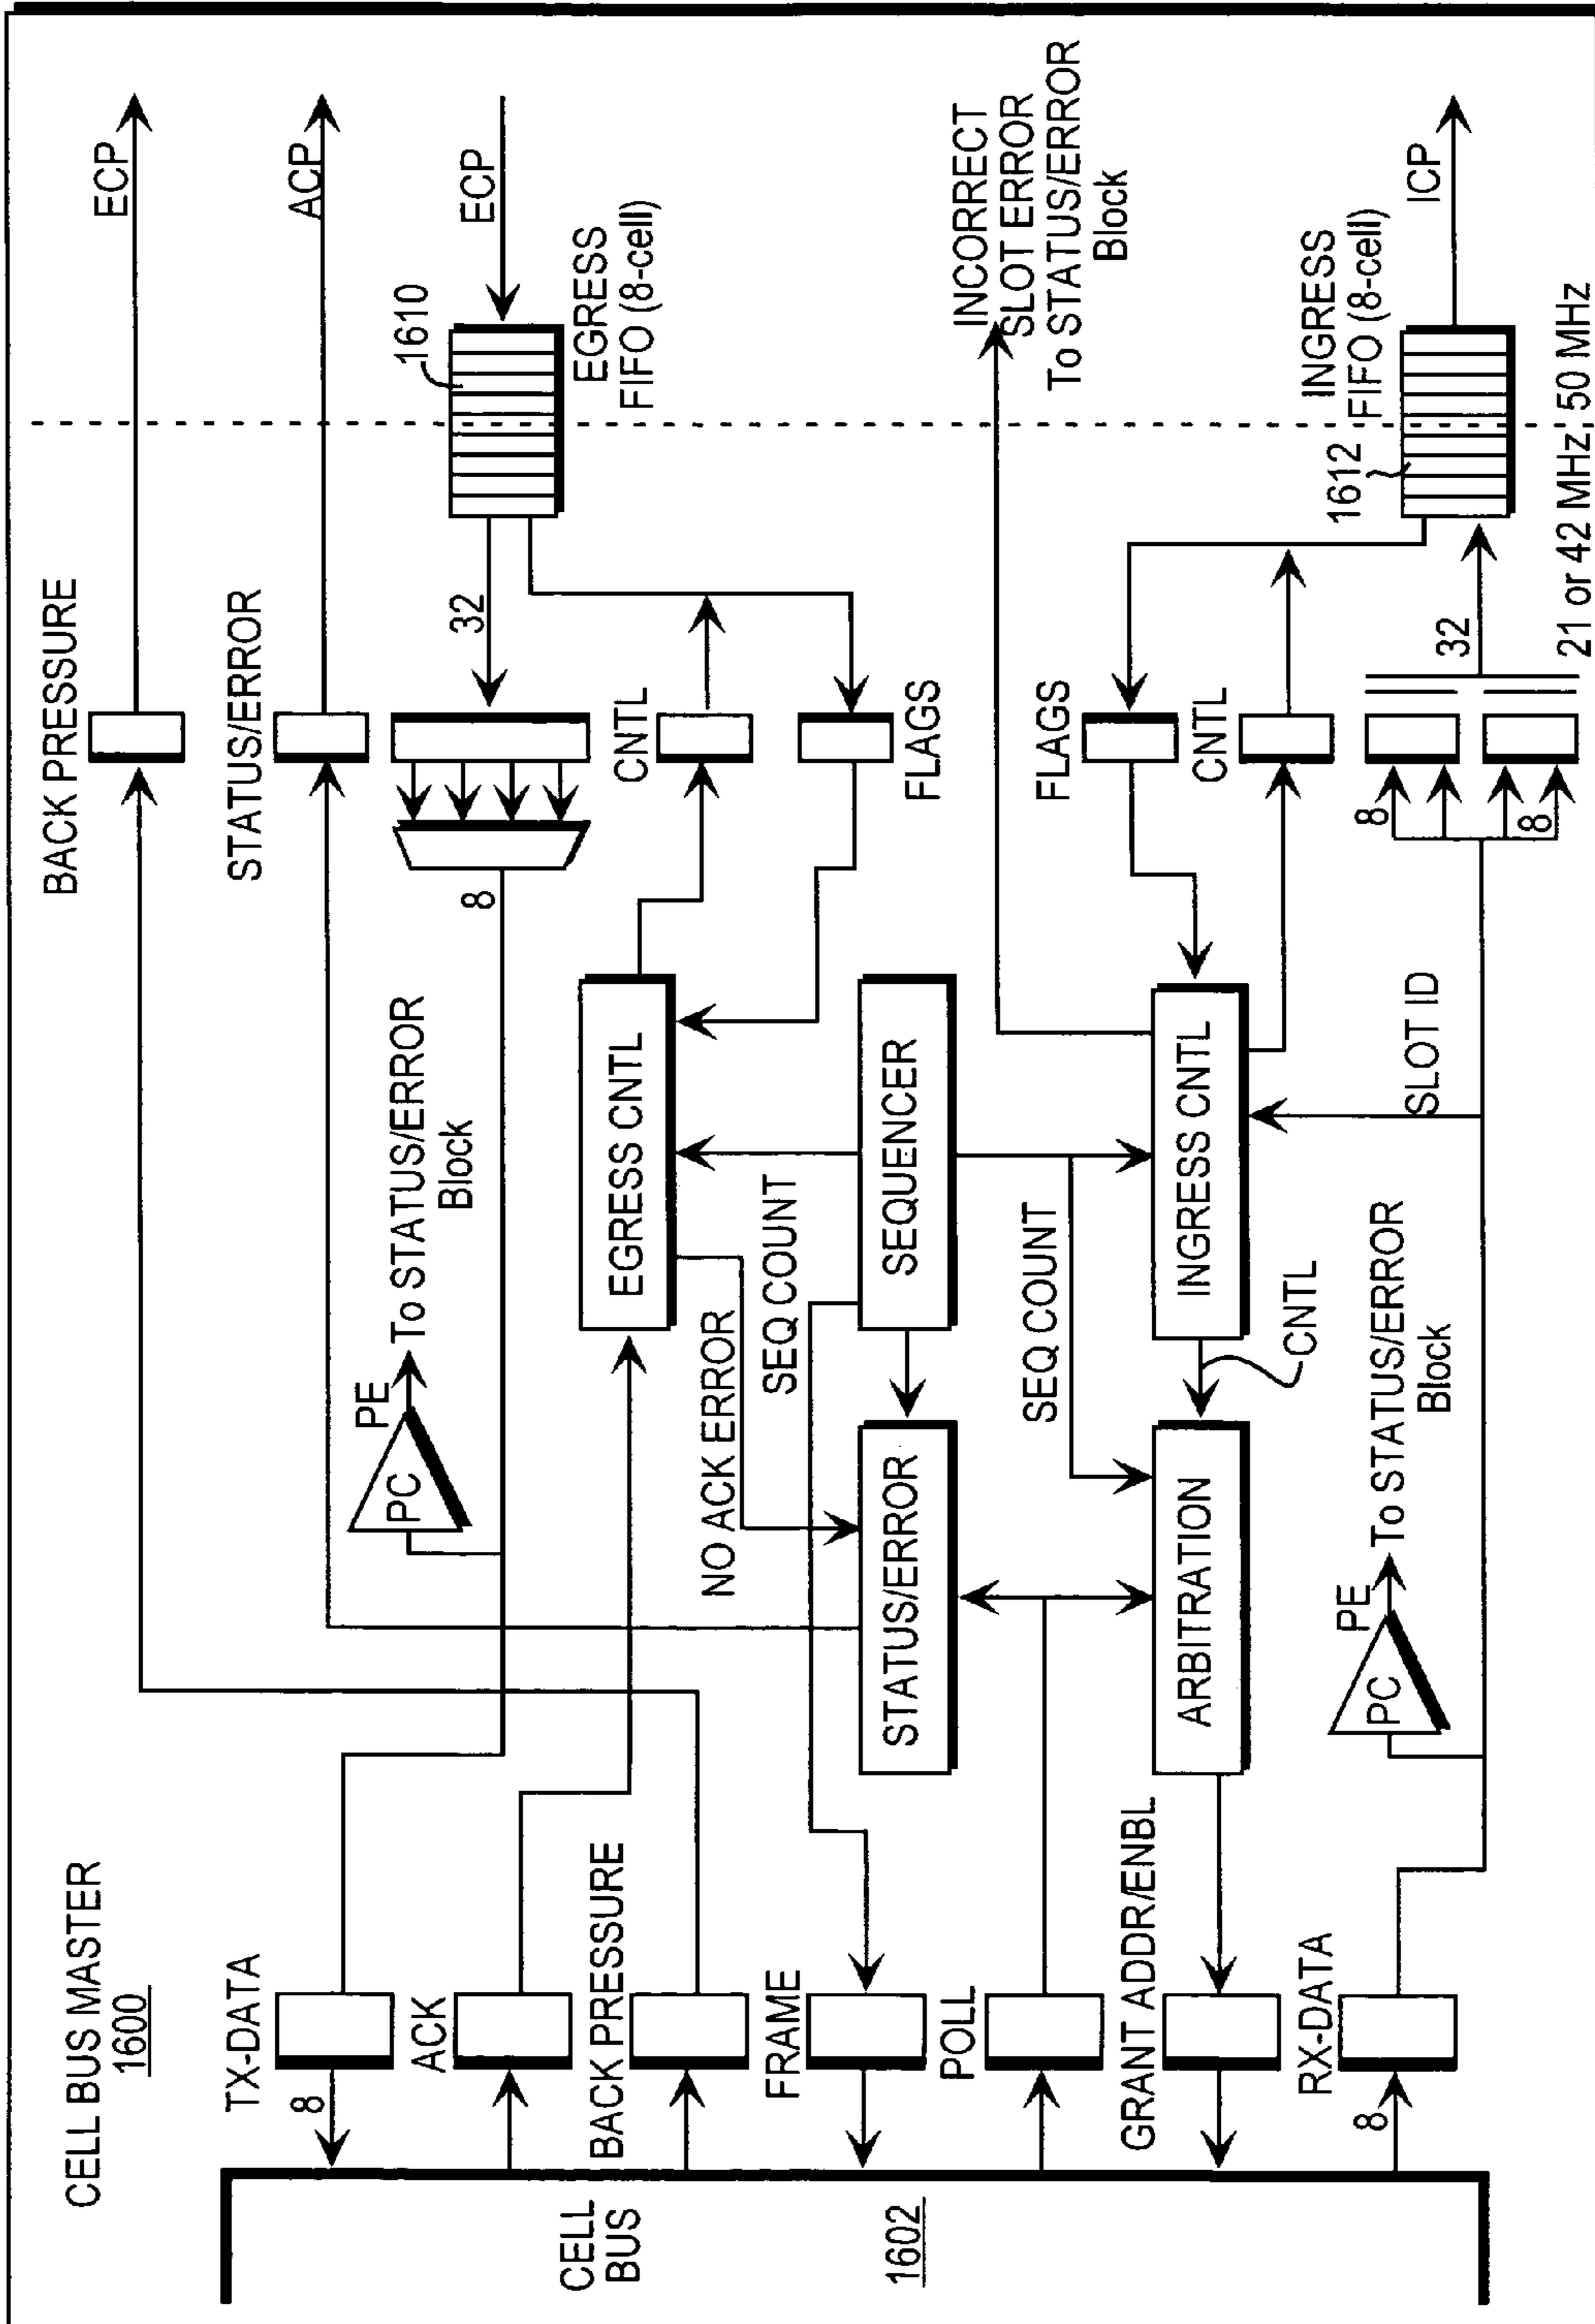 CELL BUS MASTER
1600
BACK PRESSURE
ECP
STATUS/ERROR
ACP
TX-DATA
8
PC
PE
To STATUS/ERROR
Block
8
32
1610
ECP
EGRESS
FIFO (8-cell)
ACK
EGRESS CNTL
CNTL
BACK PRESSURE
NO ACK ERROR
SEQ COUNT
FLAGS
FRAME
STATUS/ERROR
SEQUENCER
INCORRECT
SLOT ERROR
To STATUS/ERROR
Block
CELL
BUS
1602
POLL
SEQ COUNT
FLAGS
GRANT ADDR/ENBL
ARBITRATION
CNTL
INGRESS CNTL
CNTL
INGRESS
FIFO (8-cell)
1612
RX-DATA
8
PC
PE
To STATUS/ERROR
Block
SLOT ID
8
8
32
ICP
21 or 42 MHz
50 MHz